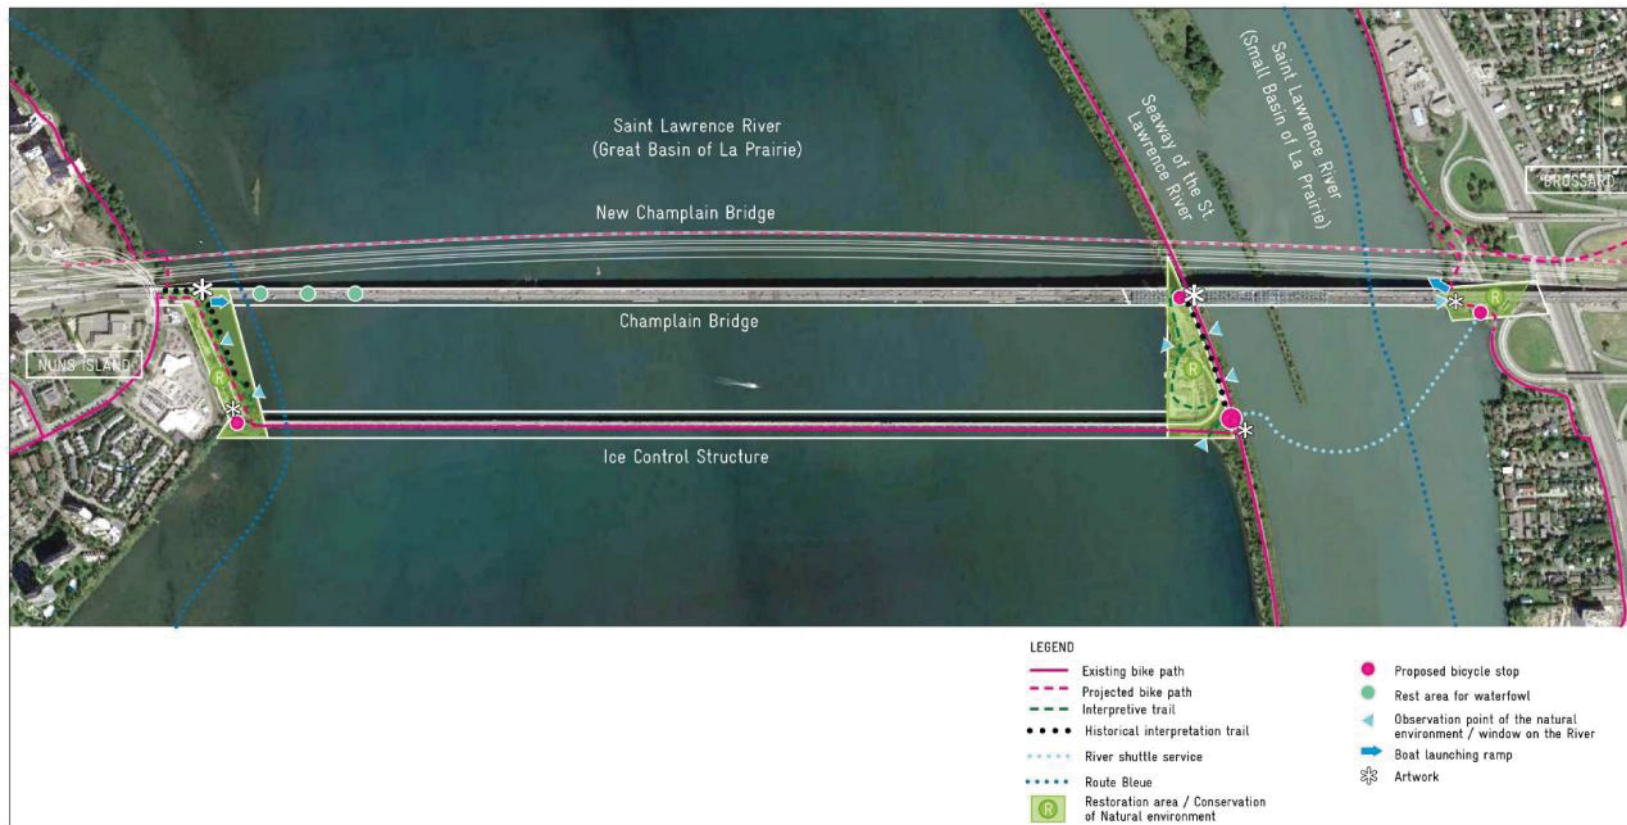 Saint Lawrence River
(Great Basin of La Prairie)
New Champlain Bridge
Seaway of the St.
Lawrence River
Saint Lawrence River
(Small Basin of La Prairie)
BROSSARD
Champlain Bridge
NUNS ISLAND
R
R
R
Ice Control Structure
LEGEND
Existing bike path
Projected bike path
Interpretive trail
Historical interpretation trail
River shuttle service
Route Bleue
R
Restoration area / Conservation
of Natural environment
Proposed bicycle stop
Rest area for waterfowl
Observation point of the natural
environment / window on the River
Boat launching ramp
Artwork